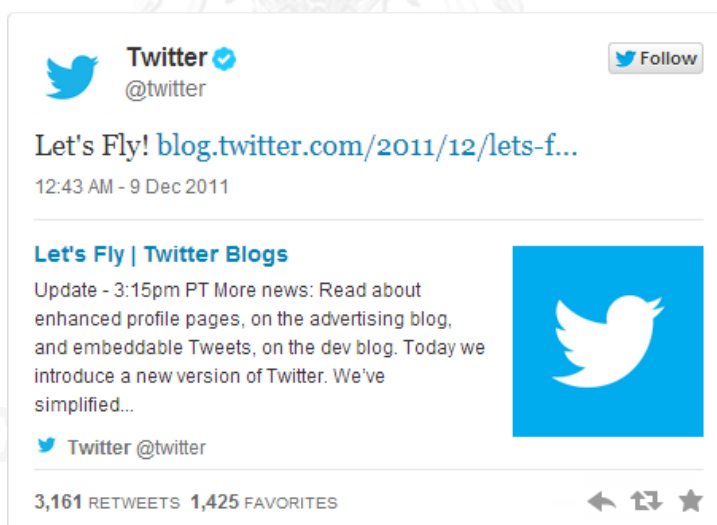 Twitter
@twitter
Follow
Let's Fly! blog.twitter.com/2011/12/lets-f...
12:43 AM - 9 Dec 2011
Let's Fly | Twitter Blogs
Update - 3:15pm PT More news: Read about
enhanced profile pages, on the advertising blog,
and embeddable Tweets, on the dev blog. Today we
introduce a new version of Twitter. We've
simplified...
Twitter @twitter
3,161 RETWEETS 1,425 FAVORITES